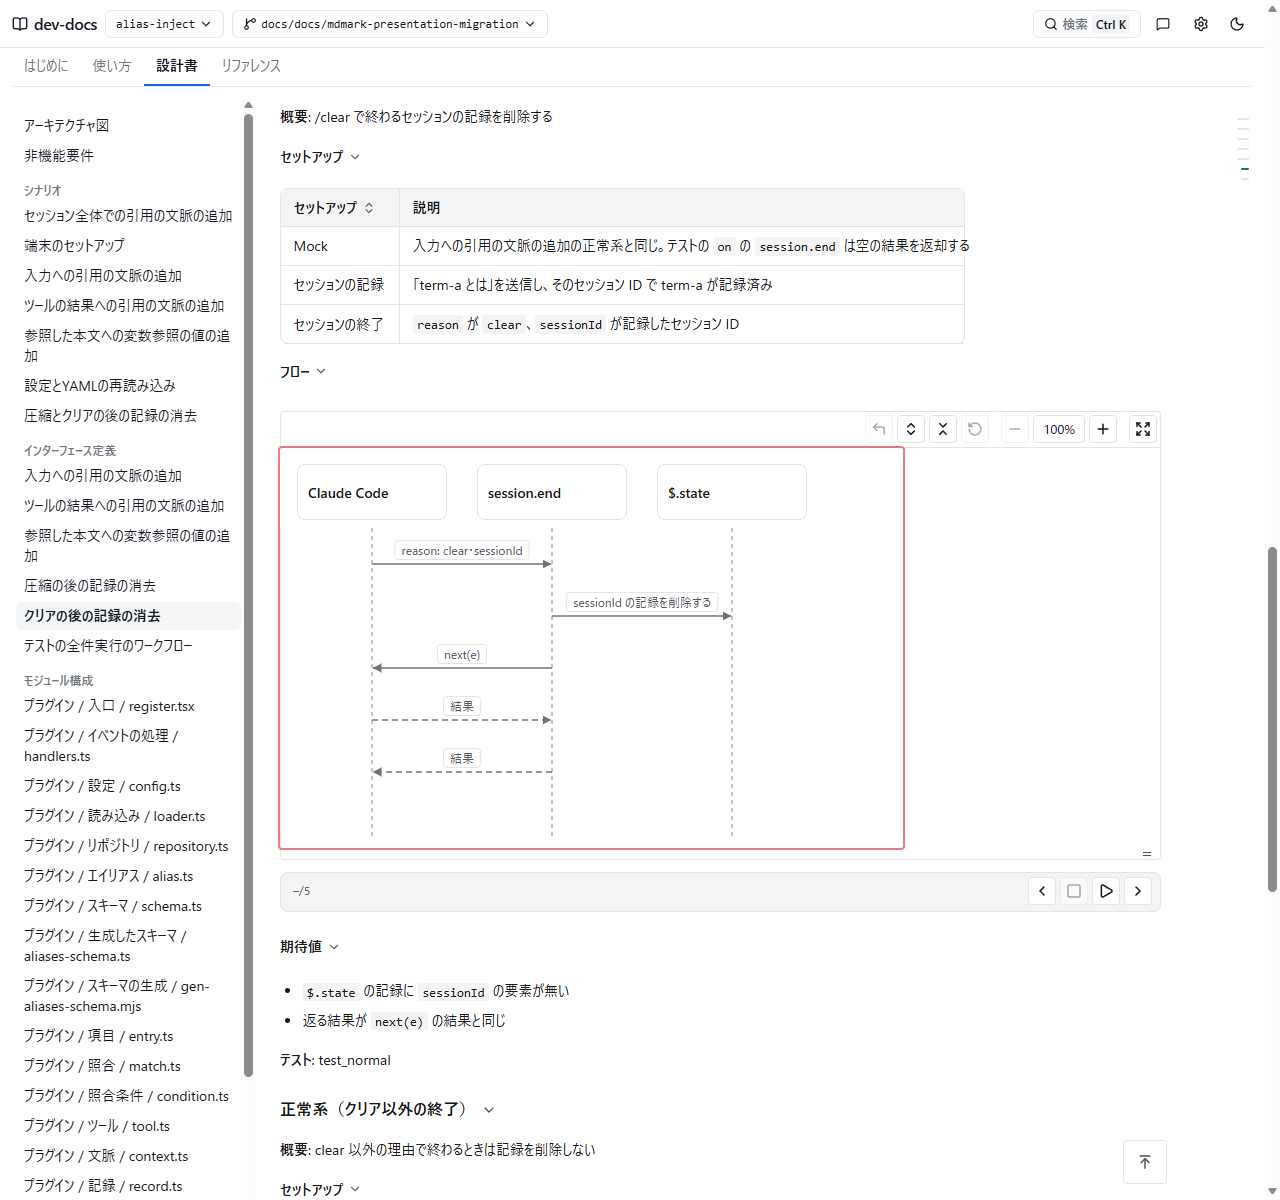 dev-docs
alias-inject
docs/docs/mdmark-presentation-migration
検索 Ctrl K
はじめに
使い方
設計書
リファレンス
アーキテクチャ図
非機能要件
シナリオ
セッション全体での引用の文脈の追加
端末のセットアップ
入力への引用の文脈の追加
ツールの結果への引用の文脈の追加
参照した本文への変数参照の値の追
加
設定とYAMLの再読み込み
圧縮とクリアの後の記録の消去
インターフェース定義
入力への引用の文脈の追加
ツールの結果への引用の文脈の追加
参照した本文への変数参照の値の追
加
圧縮の後の記録の消去
クリアの後の記録の消去
テストの全件実行のワークフロー
モジュール構成
プラグイン / 入口 / register.tsx
プラグイン / イベントの処理 /
handlers.ts
プラグイン / 設定 / config.ts
プラグイン / 読み込み / loader.ts
プラグイン / リポジトリ / repository.ts
プラグイン / エイリアス / alias.ts
プラグイン / スキーマ / schema.ts
プラグイン / 生成したスキーマ /
aliases-schema.ts
プラグイン / スキーマの生成 / gen-
aliases-schema.mjs
プラグイン / 項目 / entry.ts
プラグイン / 照合 / match.ts
プラグイン / 照合条件 / condition.ts
プラグイン / ツール / tool.ts
プラグイン / 文脈 / context.ts
プラグイン / 記録 / record.ts
概要: /clear で終わるセッションの記録を削除する
セットアップ
セットアップ 説明
Mock 入力への引用の文脈の追加の正常系と同じ。テストの on の session.end は空の結果を返却する
セッションの記録 「term-a とは」を送信し、そのセッション ID で term-a が記録済み
セッションの終了 reason が clear 、sessionId が記録したセッション ID
フロー
100%
Claude Code
session.end
$.state
reason: clear・sessionId
sessionId の記録を削除する
next(e)
結果
結果
–/5
期待値
• $.state の記録に sessionId の要素が無い
• 返る結果が next(e) の結果と同じ
テスト: test_normal
正常系（クリア以外の終了）
概要: clear 以外の理由で終わるときは記録を削除しない
セットアップ